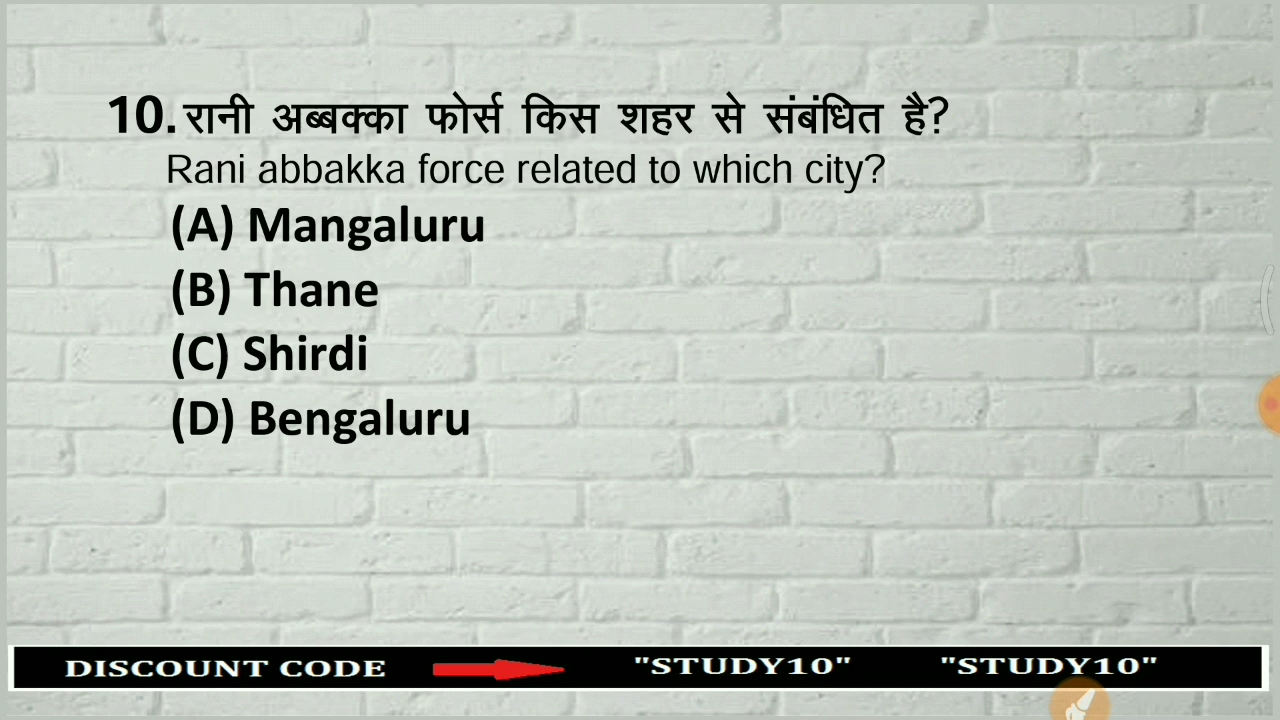 10. रानी अब्बक्का फोर्स किस शहर से संबंधित है?
Rani abbakka force related to which city?
(A) Mangaluru
(B) Thane
(C) Shirdi
(D) Bengaluru
DISCOUNT CODE "STUDY10" "STUDY10"